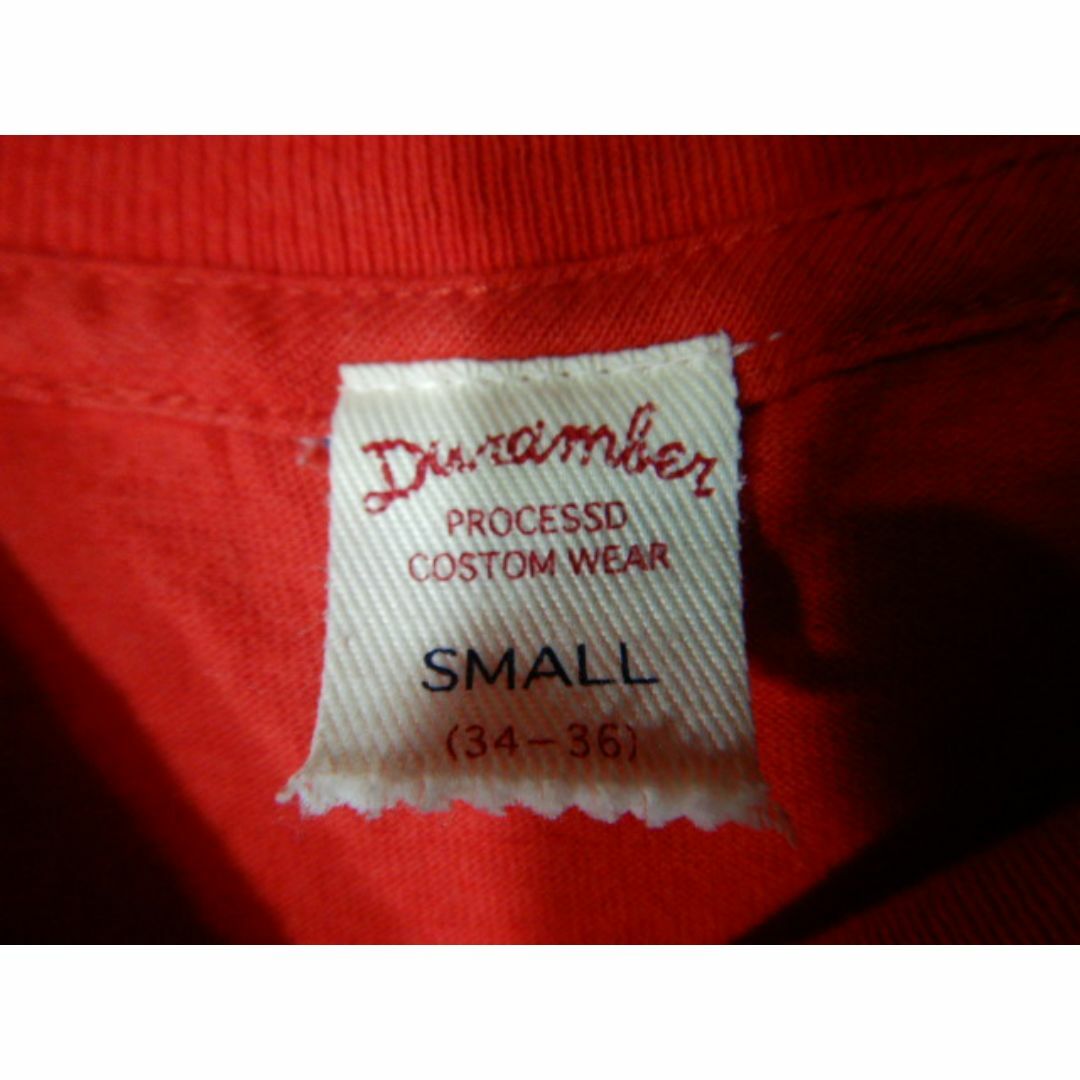 Duramber
PROCESSD
COSTOM WEAR
SMALL
(34-36)